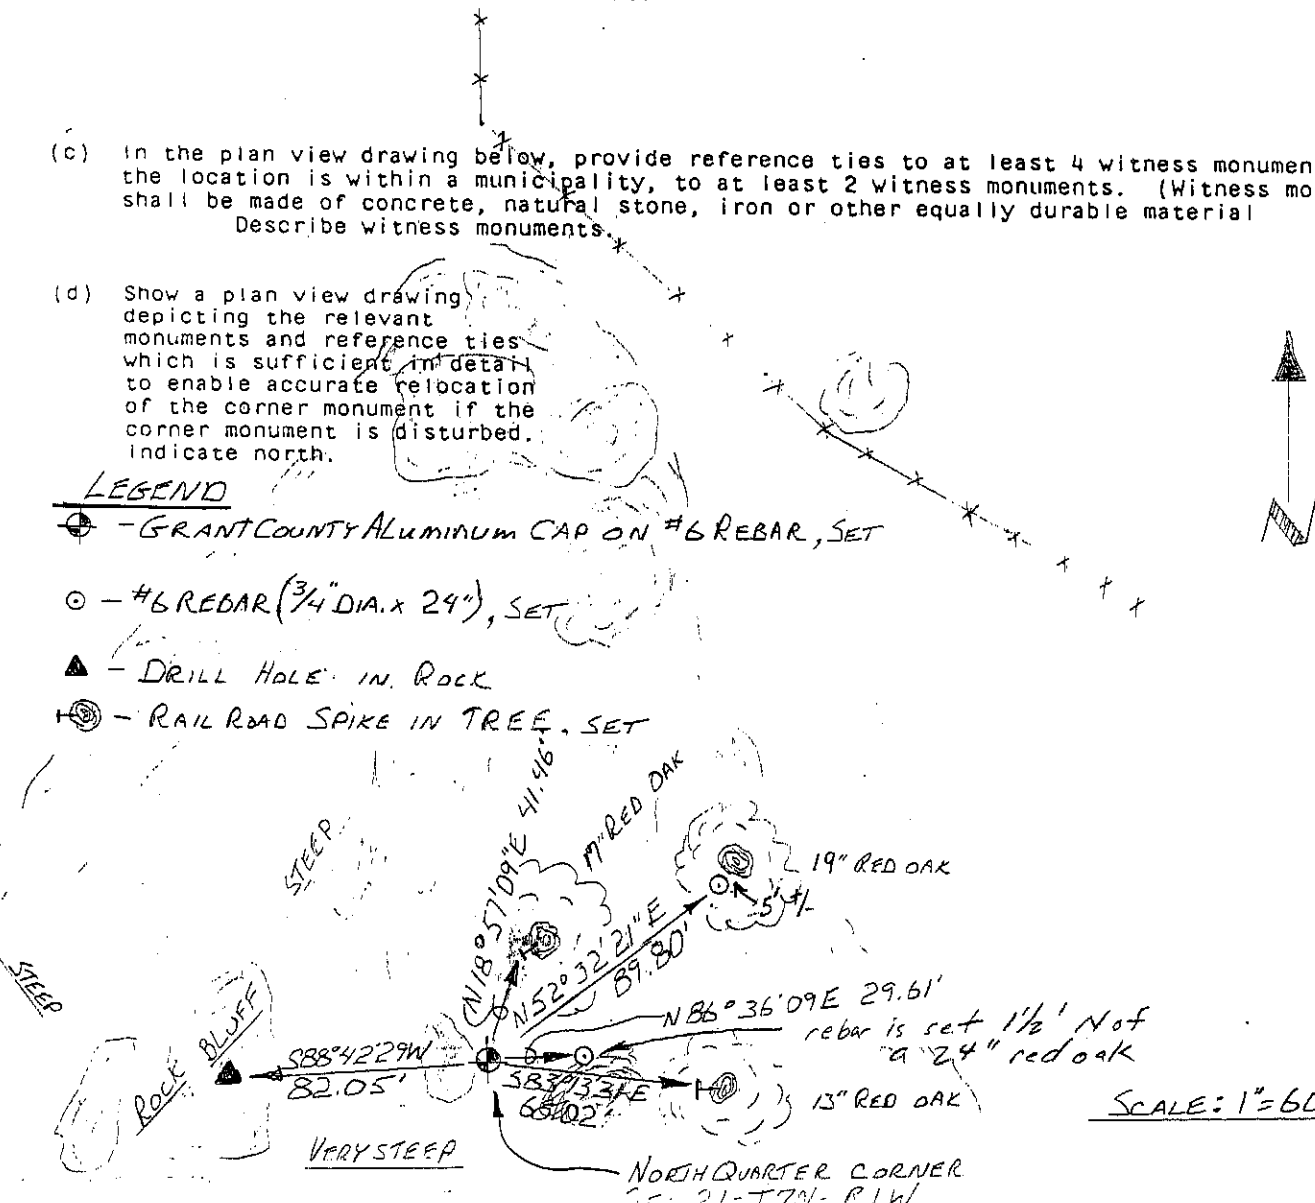 (c) In the plan view drawing below, provide reference ties to at least 4 witness monumen
the location is within a municipality, to at least 2 witness monuments. (Witness mo
shall be made of concrete, natural stone, iron or other equally durable material
Describe witness monuments.
(d) Show a plan view drawing
depicting the relevant
monuments and reference ties
which is sufficient in detail
to enable accurate relocation
of the corner monument if the
corner monument is disturbed.
Indicate north.
N
LEGEND
- GRANT COUNTY ALUMINUM CAP ON #6 REBAR, SET
- #6 REBAR (3/4" DIA. x 24"), SET
- DRILL HOLE IN ROCK
- RAIL ROAD SPIKE IN TREE, SET
STEEP
N18°57'09"E 41.46'
17" RED OAK
19" RED OAK
5' +/-
N52°32'21"E
89.80'
STEEP
ROCK BLUFF
S88°42'29W
82.05'
N86°36'09E 29.61'
rebar is set 1 1/2' N of
a 24" red oak
13" RED OAK
SCALE: 1"=60
VERY STEEP
NORTH QUARTER CORNER
21-T7N-R1W